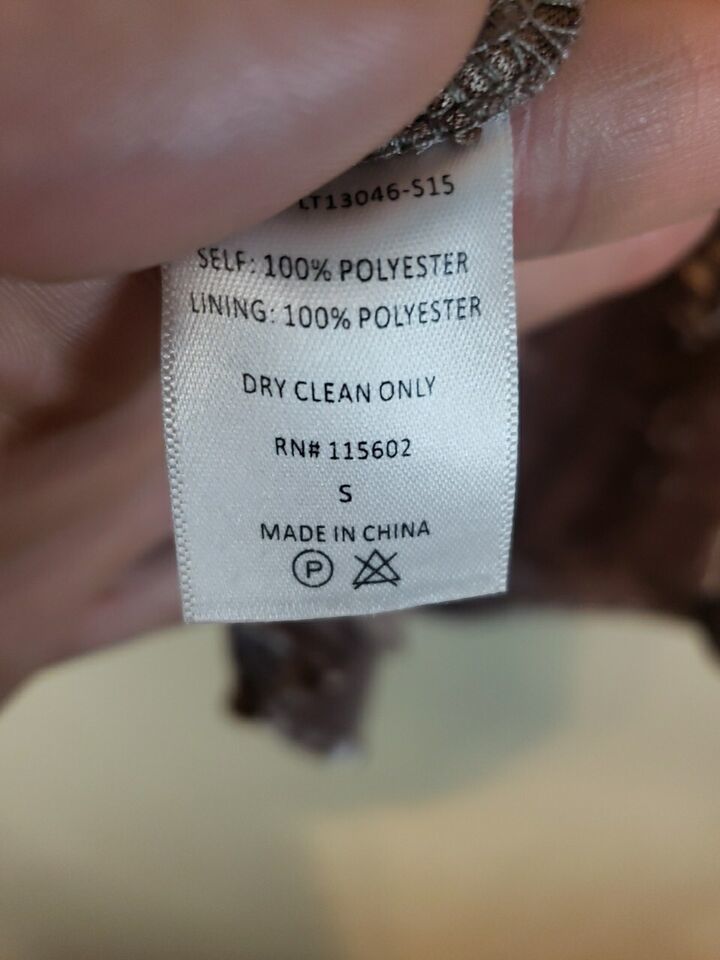 LT13046-S15
SELF: 100% POLYESTER
LINING: 100% POLYESTER
DRY CLEAN ONLY
RN# 115602
S
MADE IN CHINA
P